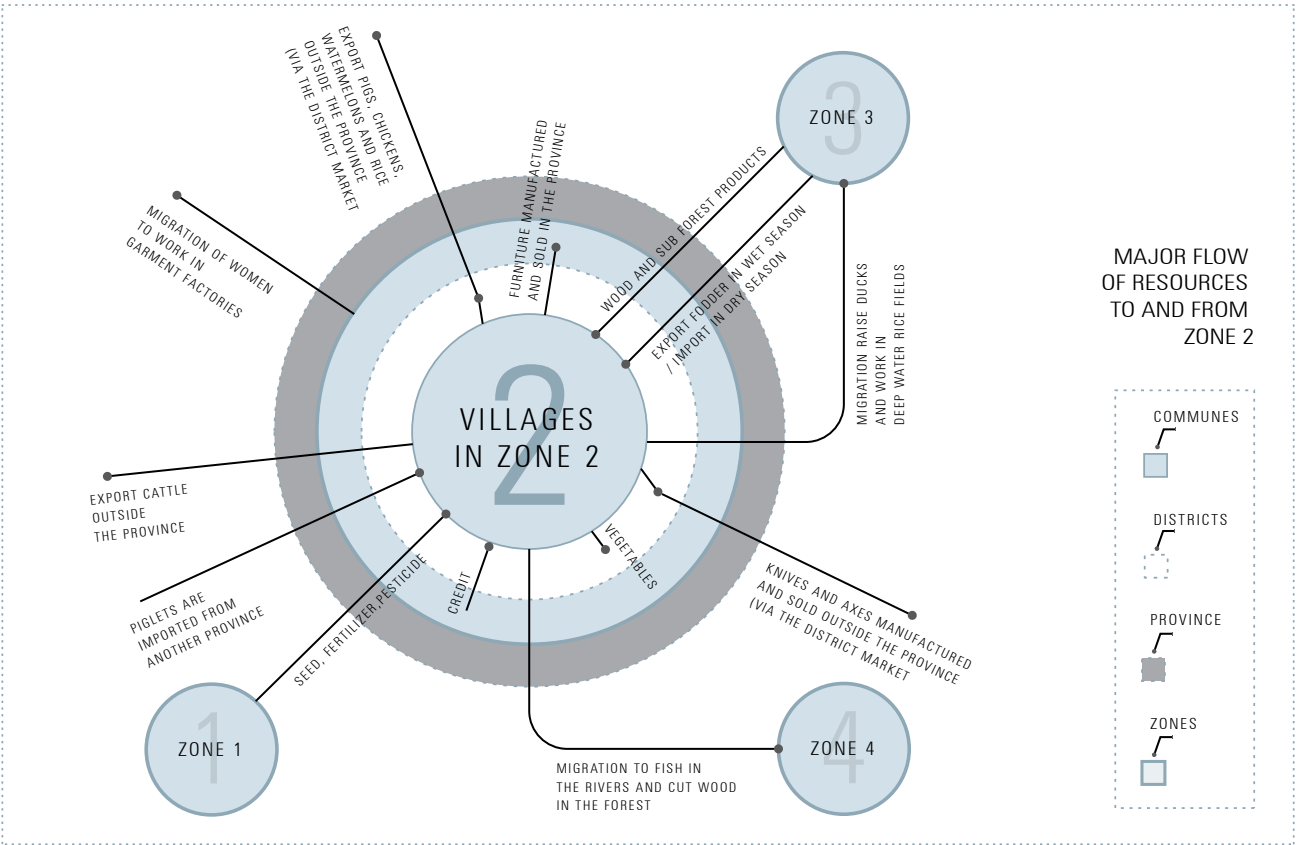 EXPORT PIGS, CHICKENS,
WATERMELONS AND RICE
OUTSIDE THE PROVINCE
(VIA THE DISTRICT MARKET
MIGRATION OF WOMEN
TO WORK IN
GARMENT FACTORIES
FURNITURE MANUFACTURED
AND SOLD IN THE PROVINCE
WOOD AND SUB FOREST PRODUCTS
EXPORT FODDER IN WET SEASON
/ IMPORT IN DRY SEASON
3
ZONE 3
MIGRATION RAISE DUCKS
AND WORK IN
DEEP WATER RICE FIELDS
2
VILLAGES
IN ZONE 2
EXPORT CATTLE
OUTSIDE
THE PROVINCE
PIGLETS ARE
IMPORTED FROM
ANOTHER PROVINCE
SEED, FERTILIZER,PESTICIDE
CREDIT
VEGETABLES
KNIVES AND AXES MANUFACTURED
AND SOLD OUTSIDE THE PROVINCE
(VIA THE DISTRICT MARKET
1
ZONE 1
MIGRATION TO FISH IN
THE RIVERS AND CUT WOOD
IN THE FOREST
4
ZONE 4
MAJOR FLOW
OF RESOURCES
TO AND FROM
ZONE 2
COMMUNES
DISTRICTS
PROVINCE
ZONES